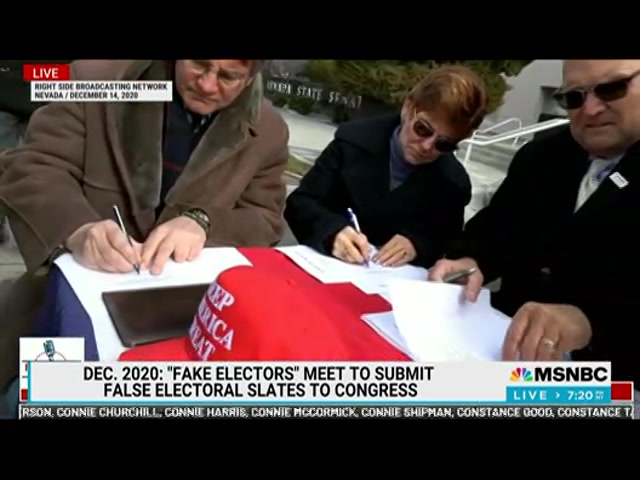 LIVE
RIGHT SIDE BROADCASTING NETWORK
NEVADA / DECEMBER 14, 2020
STATE
KEEP
AMERICA
GREAT
DEC. 2020: "FAKE ELECTORS" MEET TO SUBMIT
FALSE ELECTORAL SLATES TO CONGRESS
MSNBC
LIVE 7:20
RSON, CONNIE CHURCHILL, CONNIE HARRIS, CONNIE MCCORMICK, CONNIE SHIPMAN, CONSTANCE GOOD, CONSTANCE T